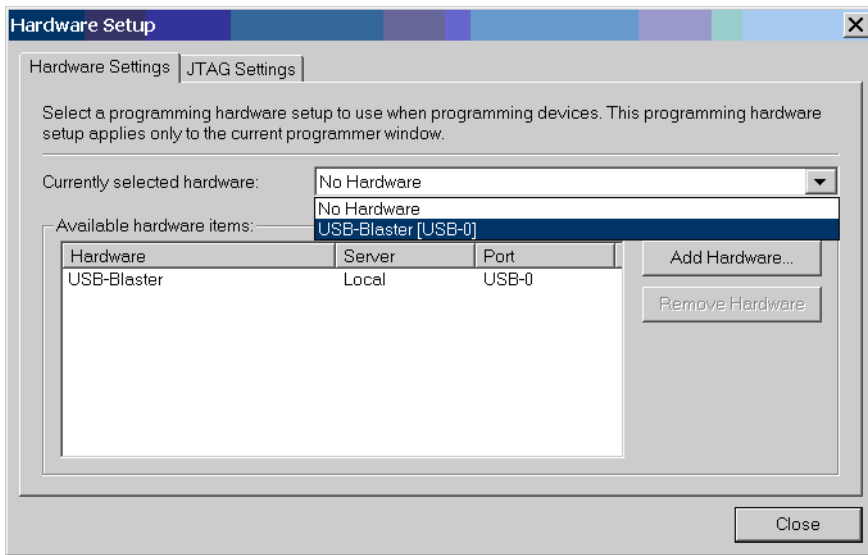 Hardware Setup
Hardware Settings
JTAG Settings
Select a programming hardware setup to use when programming devices. This programming hardware
setup applies only to the current programmer window.
Currently selected hardware:
No Hardware
No Hardware
USB-Blaster [USB-0]
Available hardware items:
Hardware Server Port
USB-Blaster Local USB-0
Add Hardware...
Remove Hardware
Close